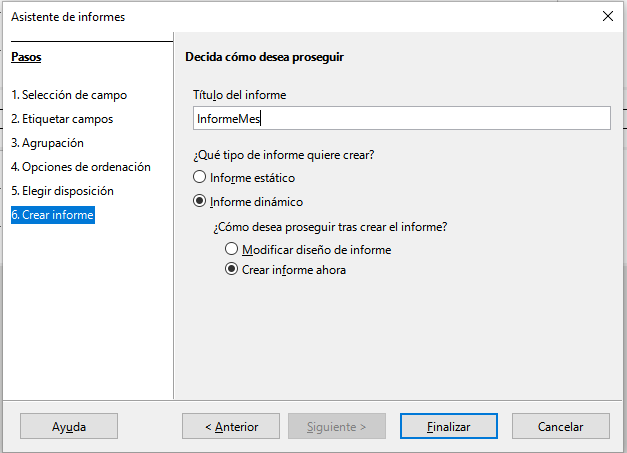 Asistente de informes
Pasos
1. Selección de campo
2. Etiquetar campos
3. Agrupación
4. Opciones de ordenación
5. Elegir disposición
6. Crear informe
Decida cómo desea proseguir
Título del informe
InformeMes
¿Qué tipo de informe quiere crear?
Informe estático
Informe dinámico
¿Cómo desea proseguir tras crear el informe?
Modificar diseño de informe
Crear informe ahora
Ayuda
< Anterior
Siguiente >
Finalizar
Cancelar